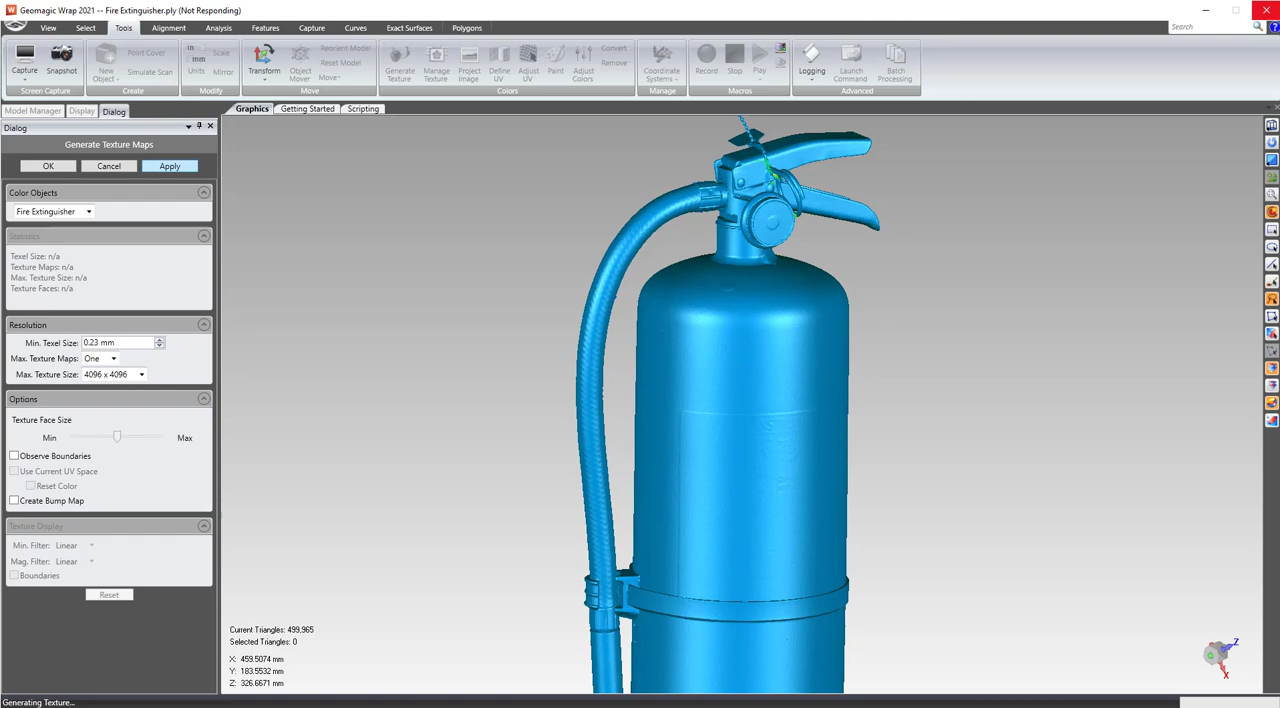 Geomagic Wrap 2021 - Fire Extinguisher.ply (Not Responding)
View Select Tools Alignment Analysis Features Capture Curves Exact Surfaces Polygons
Search
Capture Snapshot
Screen Capture
New Object Point Cover Simulate Scan
Create
Units Scale Mirror
in mm
Modify
Transform Object Mover Reorient Model Reset Model Move
Move
Generate Texture Manage Texture Project Image Define UV Adjust UV Paint Adjust Colors Convert Remove
Colors
Coordinate Systems
Manage
Record Stop Play
Macros
Logging Launch Command Batch Processing
Advanced
Model Manager Display Dialog
Graphics Getting Started Scripting
Dialog
Generate Texture Maps
OK Cancel Apply
Color Objects
Fire Extinguisher
Statistics
Texel Size: n/a
Texture Maps: n/a
Max. Texture Size: n/a
Texture Faces: n/a
Resolution
Min. Texel Size: 0.23 mm
Max. Texture Maps: One
Max. Texture Size: 4096 x 4096
Options
Texture Face Size
Min Max
Observe Boundaries
Use Current UV Space
Reset Color
Create Bump Map
Texture Display
Min. Filter: Linear
Mag. Filter: Linear
Boundaries
Reset
Current Triangles: 499,965
Selected Triangles: 0
X: 459.5074 mm
Y: 183.5532 mm
Z: 326.6671 mm
Z
X
Generating Texture...